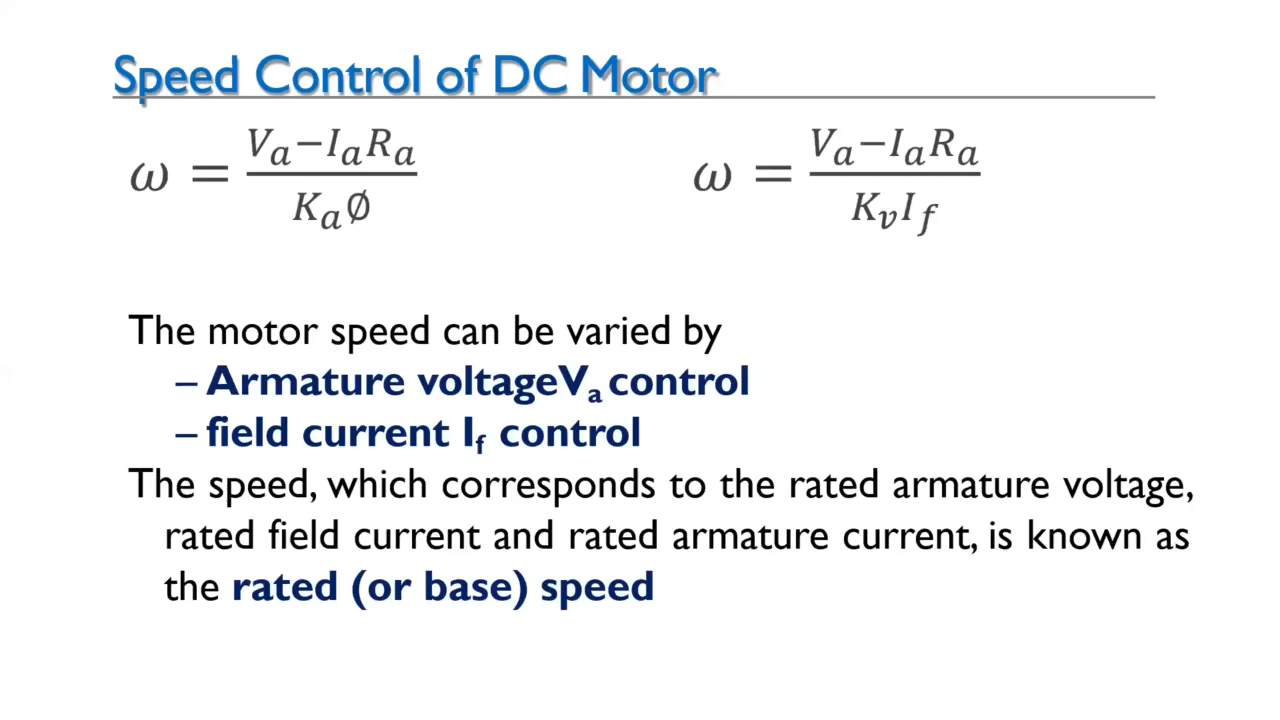 Speed Control of DC Motor
ω = (Vₐ−IₐRₐ)/(Kₐ∅)
ω = (Vₐ−IₐRₐ)/(KᵥI_f)
The motor speed can be varied by
– Armature voltageVₐ control
– field current I_f control
The speed, which corresponds to the rated armature voltage,
rated field current and rated armature current, is known as
the rated (or base) speed